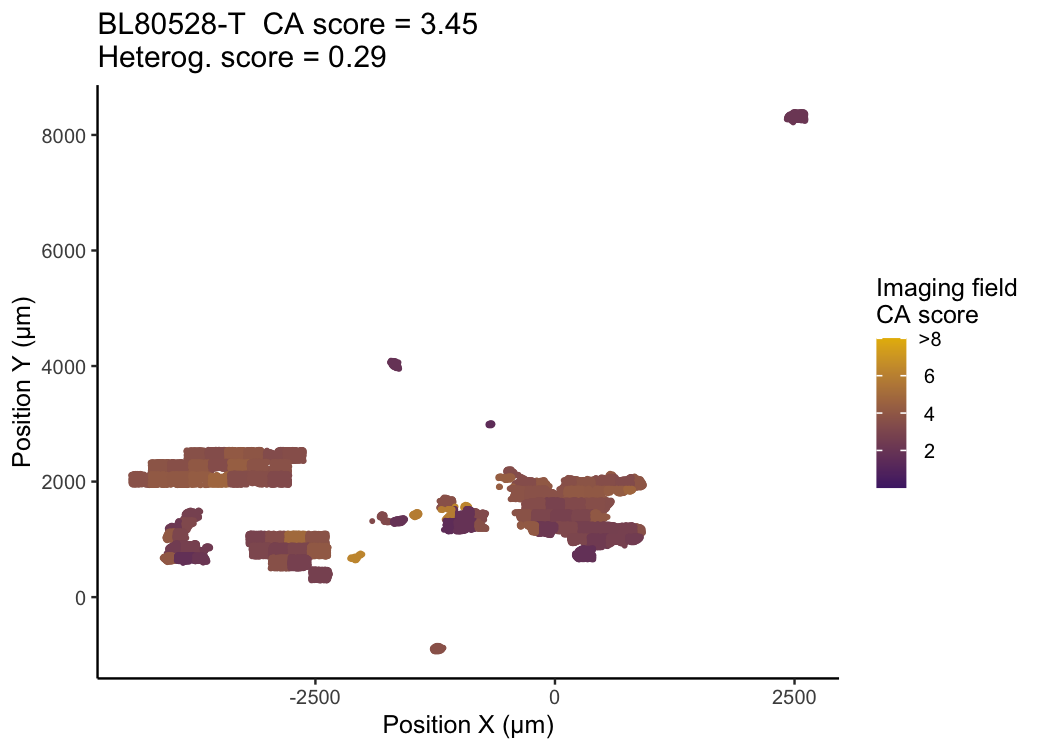 BL80528-T  CA score = 3.45
Heterog. score = 0.29
Position Y (µm)
8000
6000
4000
2000
0
-2500
0
2500
Position X (µm)
Imaging field
CA score
>8
6
4
2